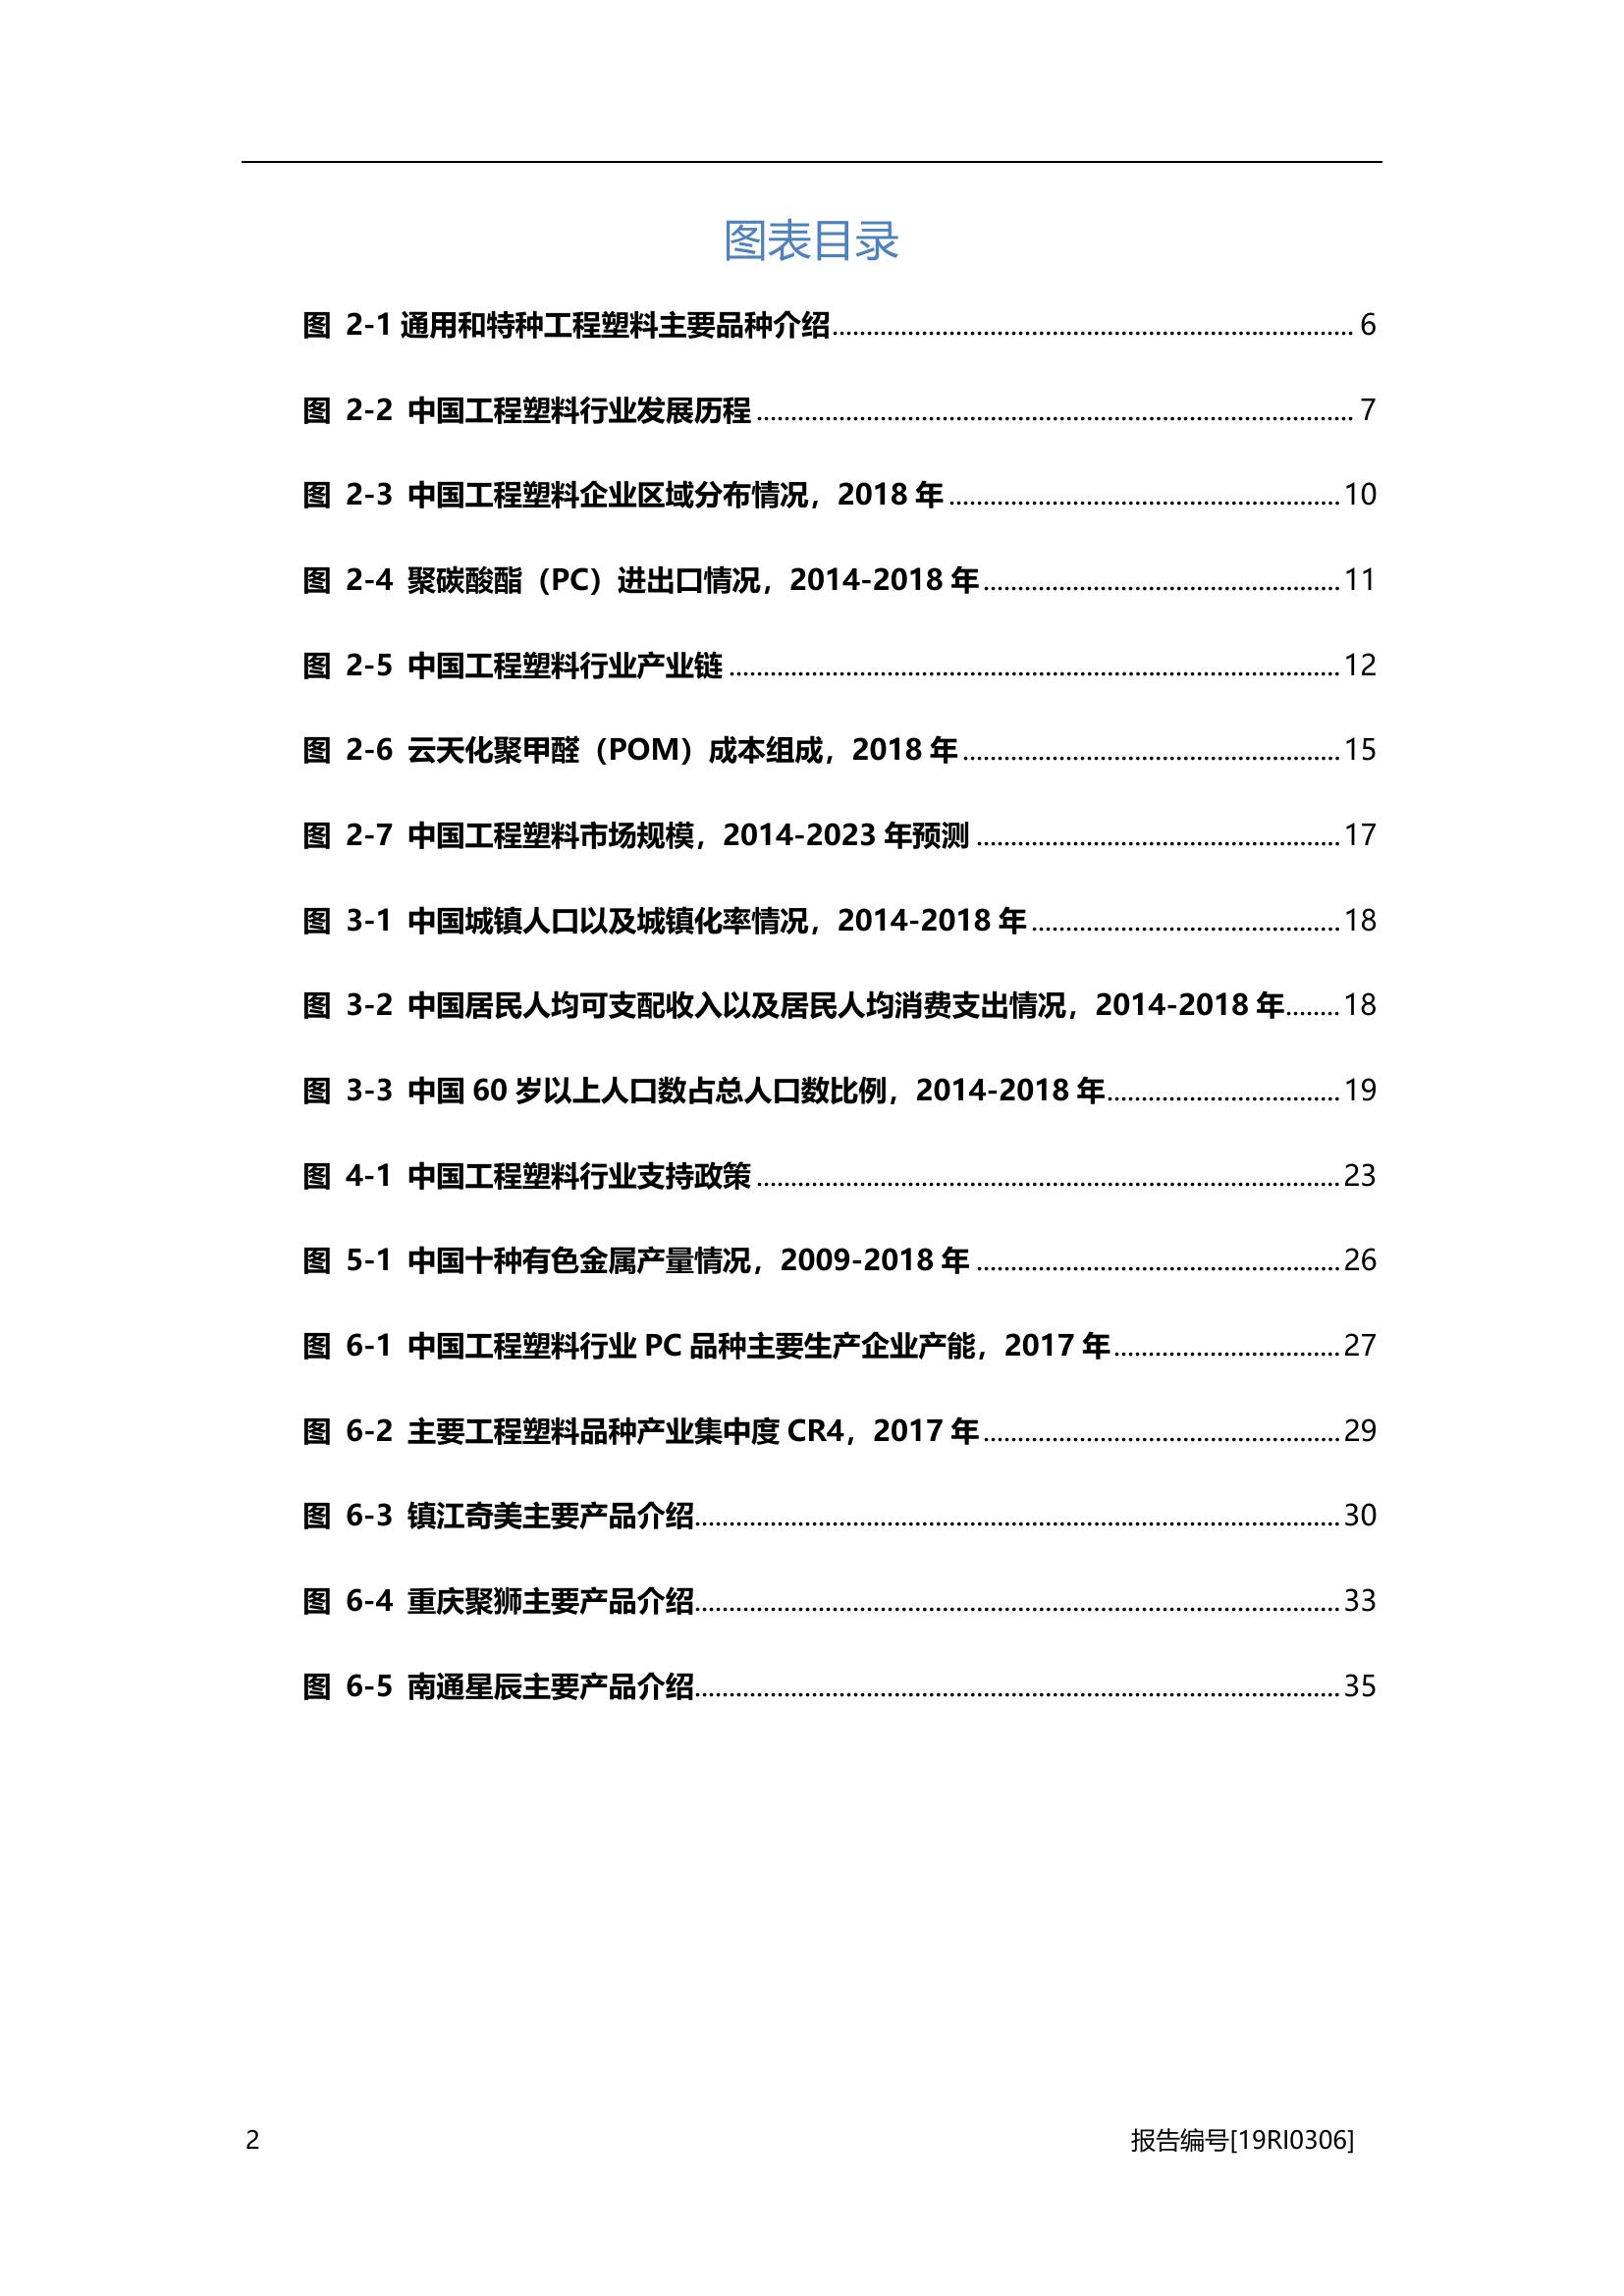 图表目录
图 2-1通用和特种工程塑料主要品种介绍........................................ 6
图 2-2 中国工程塑料行业发展历程........................................ 7
图 2-3 中国工程塑料企业区域分布情况，2018 年........................................ 10
图 2-4 聚碳酸酯（PC）进出口情况，2014-2018 年........................................ 11
图 2-5 中国工程塑料行业产业链........................................ 12
图 2-6 云天化聚甲醛（POM）成本组成，2018 年........................................ 15
图 2-7 中国工程塑料市场规模，2014-2023 年预测........................................ 17
图 3-1 中国城镇人口以及城镇化率情况，2014-2018 年........................................ 18
图 3-2 中国居民人均可支配收入以及居民人均消费支出情况，2014-2018 年........ 18
图 3-3 中国 60 岁以上人口数占总人口数比例，2014-2018 年.................................. 19
图 4-1 中国工程塑料行业支持政策........................................ 23
图 5-1 中国十种有色金属产量情况，2009-2018 年........................................ 26
图 6-1 中国工程塑料行业 PC 品种主要生产企业产能，2017 年................................. 27
图 6-2 主要工程塑料品种产业集中度 CR4，2017 年........................................ 29
图 6-3 镇江奇美主要产品介绍........................................ 30
图 6-4 重庆聚狮主要产品介绍........................................ 33
图 6-5 南通星辰主要产品介绍........................................ 35
2 报告编号[19RI0306]